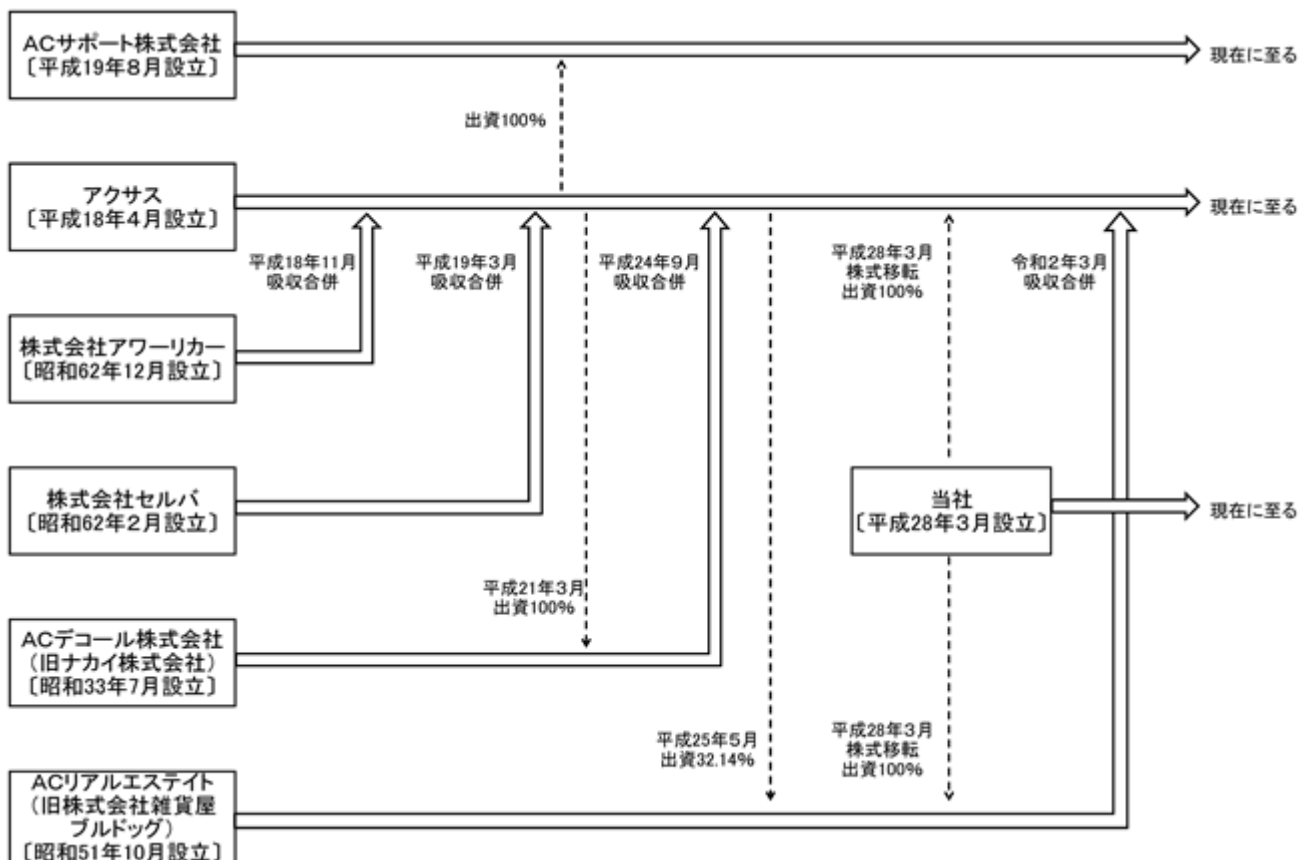 ACサポート株式会社
〔平成19年8月設立〕
現在に至る
出資100%
アクサス
〔平成18年4月設立〕
現在に至る
平成18年11月
吸収合併
平成19年3月
吸収合併
平成24年9月
吸収合併
平成28年3月
株式移転
出資100%
令和2年3月
吸収合併
株式会社アワーリカー
〔昭和62年12月設立〕
株式会社セルバ
〔昭和62年2月設立〕
当社
〔平成28年3月設立〕
現在に至る
平成21年3月
出資100%
ACデコール株式会社
(旧ナカイ株式会社)
〔昭和33年7月設立〕
平成25年5月
出資32.14%
平成28年3月
株式移転
出資100%
ACリアルエステイト
(旧株式会社雑貨屋
ブルドッグ)
〔昭和51年10月設立〕